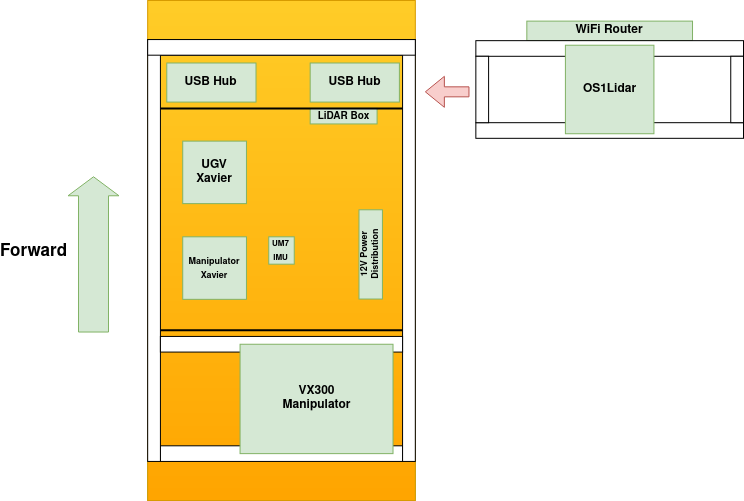 WiFi Router
USB Hub
USB Hub
OS1Lidar
LiDAR Box
UGV
Xavier
Forward
Manipulator
Xavier
UM7
IMU
12V Power
Distribution
VX300
Manipulator